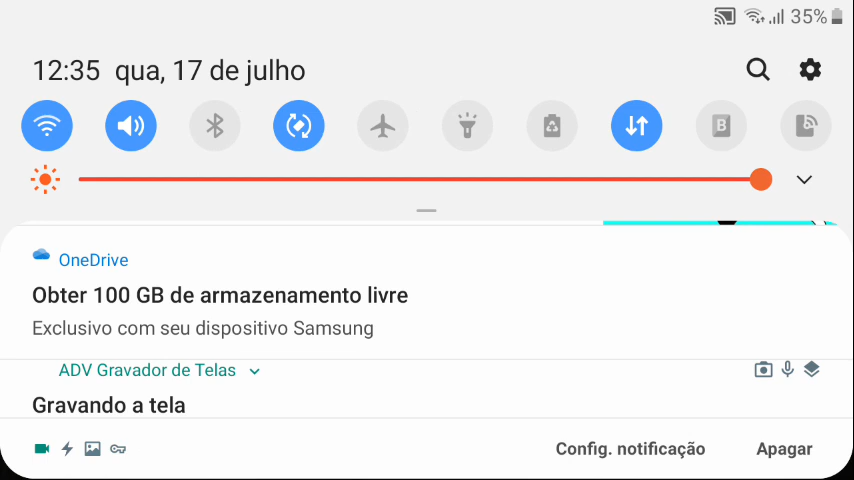 35%
12:35 qua, 17 de julho
B
OneDrive
Obter 100 GB de armazenamento livre
Exclusivo com seu dispositivo Samsung
ADV Gravador de Telas
Gravando a tela
Config. notificação Apagar